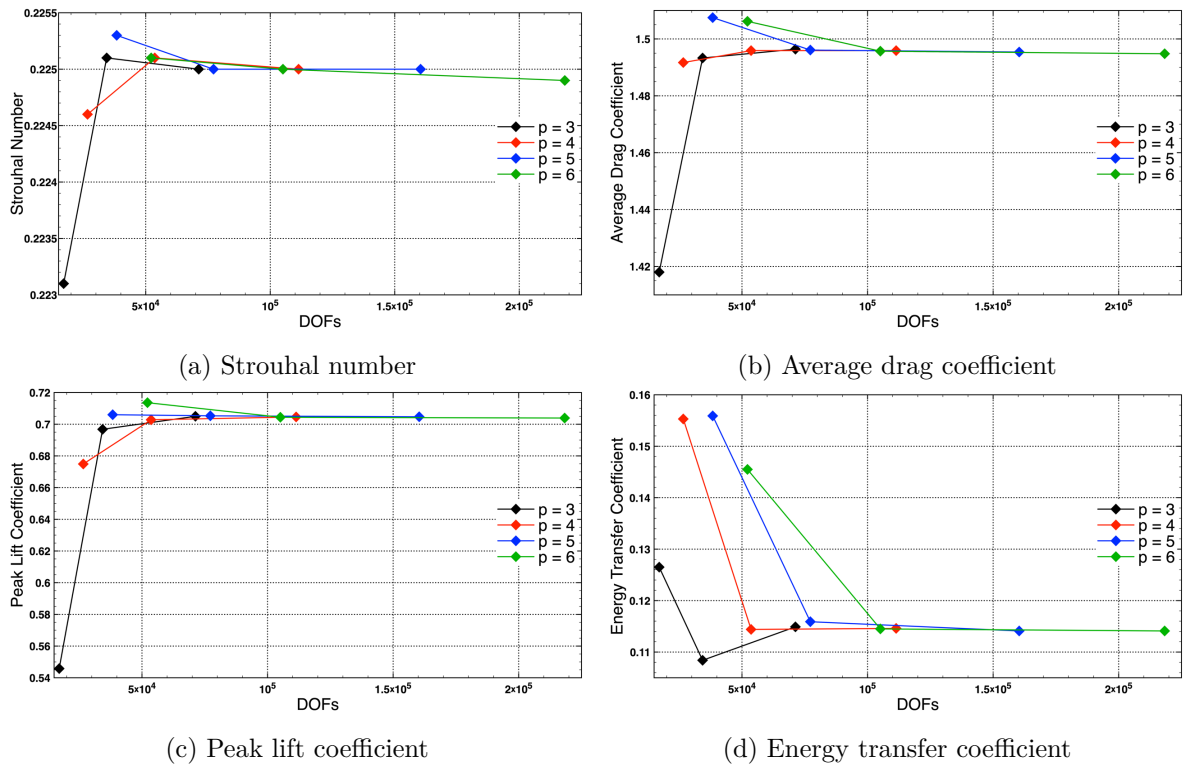 0.2255
0.225
0.2245
0.224
0.2235
0.223
Strouhal Number
5×10⁴
10⁵
1.5×10⁵
2×10⁵
DOFs
p = 3
p = 4
p = 5
p = 6
(a) Strouhal number
1.5
1.48
1.46
1.44
1.42
Average Drag Coefficient
5×10⁴
10⁵
1.5×10⁵
2×10⁵
DOFs
p = 3
p = 4
p = 5
p = 6
(b) Average drag coefficient
0.72
0.7
0.68
0.66
0.64
0.62
0.6
0.58
0.56
0.54
Peak Lift Coefficient
5×10⁴
10⁵
1.5×10⁵
2×10⁵
DOFs
p = 3
p = 4
p = 5
p = 6
(c) Peak lift coefficient
0.16
0.15
0.14
0.13
0.12
0.11
Energy Transfer Coefficient
5×10⁴
10⁵
1.5×10⁵
2×10⁵
DOFs
p = 3
p = 4
p = 5
p = 6
(d) Energy transfer coefficient